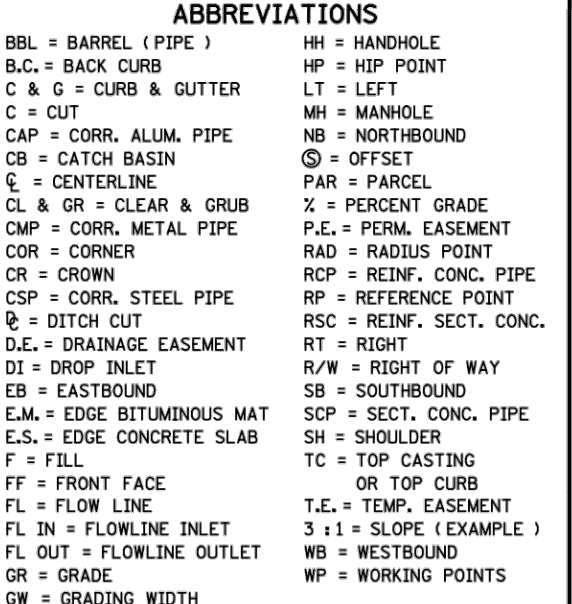 ABBREVIATIONS
BBL = BARREL ( PIPE )
B.C. = BACK CURB
C & G = CURB & GUTTER
C = CUT
CAP = CORR. ALUM. PIPE
CB = CATCH BASIN
℄ = CENTERLINE
CL & GR = CLEAR & GRUB
CMP = CORR. METAL PIPE
COR = CORNER
CR = CROWN
CSP = CORR. STEEL PIPE
= DITCH CUT
D.E. = DRAINAGE EASEMENT
DI = DROP INLET
EB = EASTBOUND
E.M. = EDGE BITUMINOUS MAT
E.S. = EDGE CONCRETE SLAB
F = FILL
FF = FRONT FACE
FL = FLOW LINE
FL IN = FLOWLINE INLET
FL OUT = FLOWLINE OUTLET
GR = GRADE
GW = GRADING WIDTH
HH = HANDHOLE
HP = HIP POINT
LT = LEFT
MH = MANHOLE
NB = NORTHBOUND
Ⓢ = OFFSET
PAR = PARCEL
% = PERCENT GRADE
P.E. = PERM. EASEMENT
RAD = RADIUS POINT
RCP = REINF. CONC. PIPE
RP = REFERENCE POINT
RSC = REINF. SECT. CONC.
RT = RIGHT
R/W = RIGHT OF WAY
SB = SOUTHBOUND
SCP = SECT. CONC. PIPE
SH = SHOULDER
TC = TOP CASTING
OR TOP CURB
T.E. = TEMP. EASEMENT
3 : 1 = SLOPE ( EXAMPLE )
WB = WESTBOUND
WP = WORKING POINTS